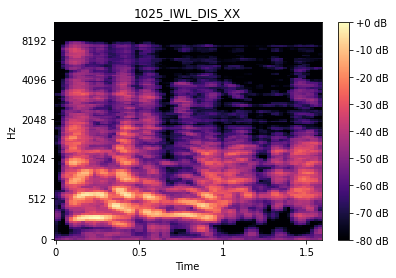 1025_IWL_DIS_XX
+0 dB
8192
-10 dB
4096
-20 dB
-30 dB
2048
Hz
-40 dB
1024
-50 dB
512
-60 dB
-70 dB
0
-80 dB
0
0.5
1
1.5
Time